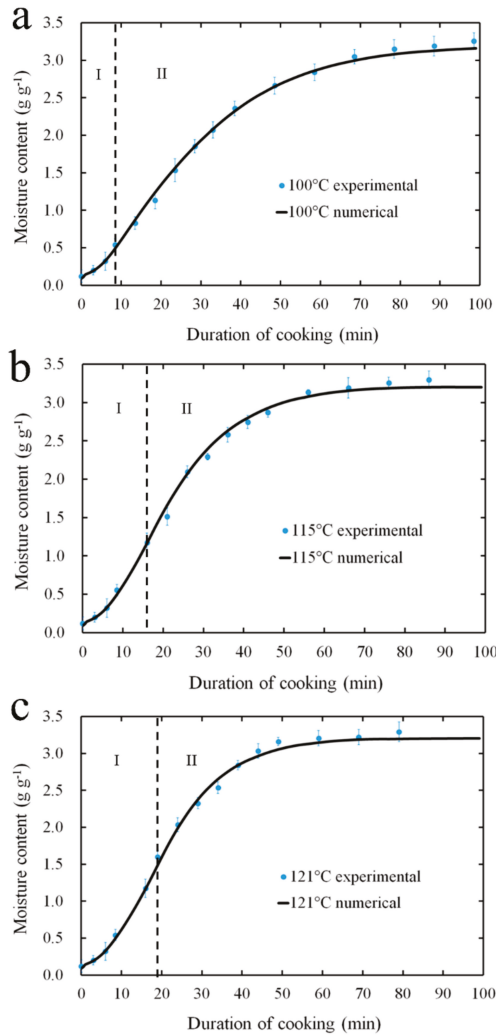 a
3.5
3.0
2.5
2.0
1.5
1.0
0.5
0.0
Moisture content (g g⁻¹)
I
II
100°C experimental
100°C numerical
0 10 20 30 40 50 60 70 80 90 100
Duration of cooking (min)
b
3.5
3.0
2.5
2.0
1.5
1.0
0.5
0.0
Moisture content (g g⁻¹)
I
II
115°C experimental
115°C numerical
0 10 20 30 40 50 60 70 80 90 100
Duration of cooking (min)
c
3.5
3.0
2.5
2.0
1.5
1.0
0.5
0.0
Moisture content (g g⁻¹)
I
II
121°C experimental
121°C numerical
0 10 20 30 40 50 60 70 80 90 100
Duration of cooking (min)